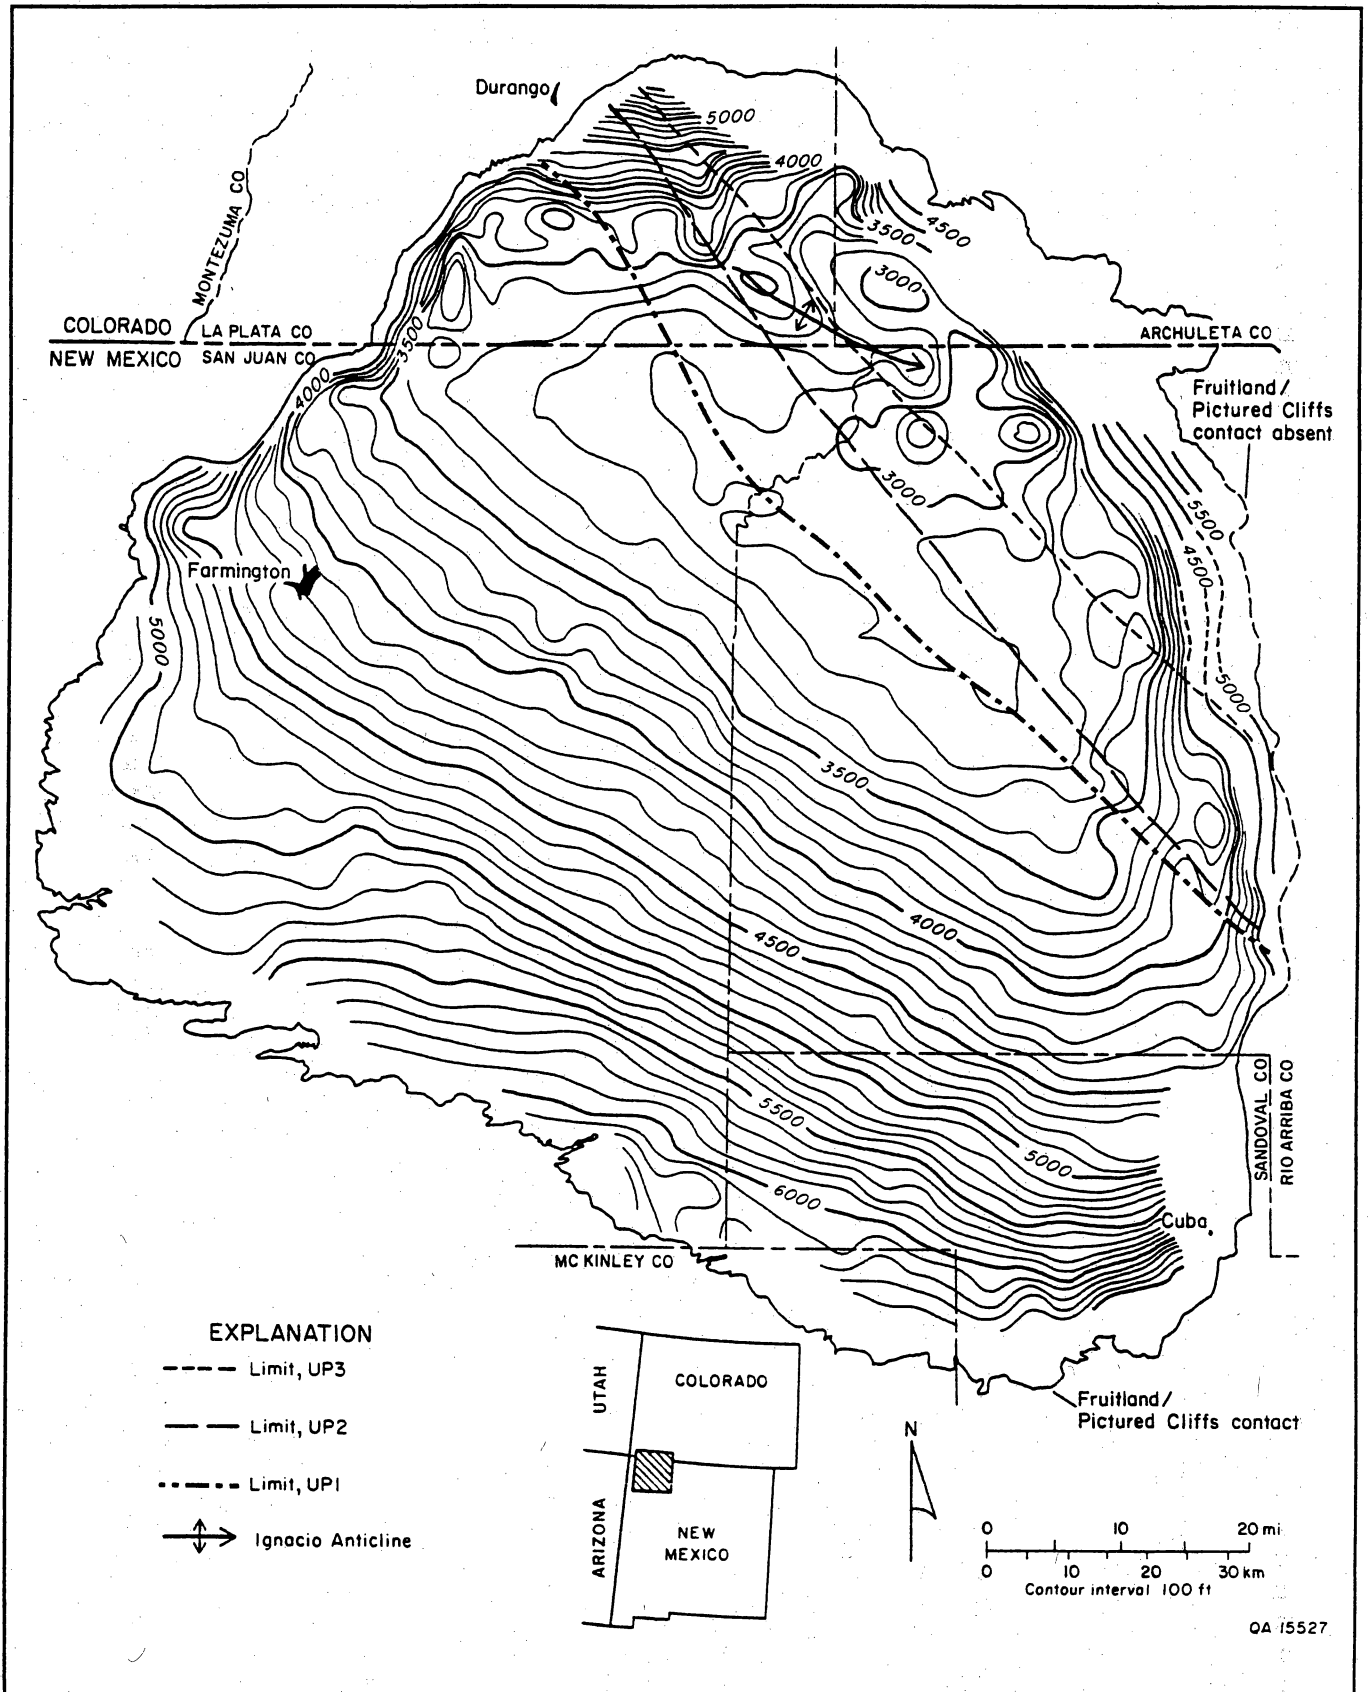 Durango
5000
4000
4500
3500
3000
MONTEZUMA CO
COLORADO
LA PLATA CO
NEW MEXICO
SAN JUAN CO
ARCHULETA CO
3500
4000
Fruitland/
Pictured Cliffs
contact absent
3000
5500
4500
Farmington
5000
5000
3500
4000
4500
5500
5000
6000
SANDOVAL CO
RIO ARRIBA CO
Cuba
MC KINLEY CO
EXPLANATION
Limit, UP3
Limit, UP2
Limit, UP1
Ignacio Anticline
UTAH
COLORADO
ARIZONA
NEW
MEXICO
Fruitland/
Pictured Cliffs contact
N
0 10 20 mi
0 10 20 30 km
Contour interval 100 ft
QA 15527